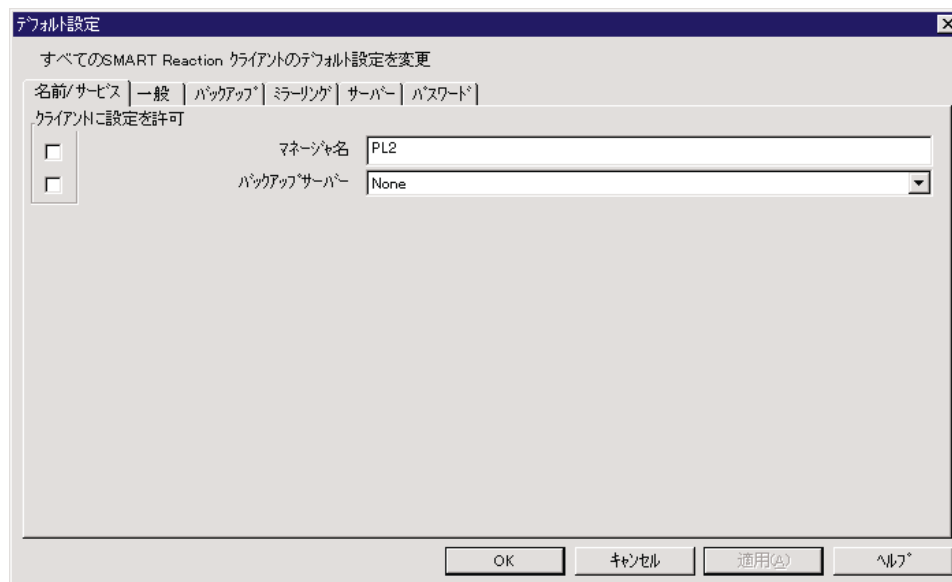 ﾃﾞﾌｫﾙﾄ設定
すべてのSMART Reaction ｸﾗｲｱﾝﾄのﾃﾞﾌｫﾙﾄ設定を変更
名前/ｻｰﾋﾞｽ 一般 ﾊﾞｯｸｱｯﾌﾟ ﾐﾗｰﾘﾝｸﾞ ｻｰﾊﾞｰ ﾊﾟｽﾜｰﾄﾞ
ｸﾗｲｱﾝﾄに設定を許可
ﾏﾈｰｼﾞｬ名 PL2
ﾊﾞｯｸｱｯﾌﾟｻｰﾊﾞｰ None
OK ｷｬﾝｾﾙ 適用(A) ﾍﾙﾌﾟ